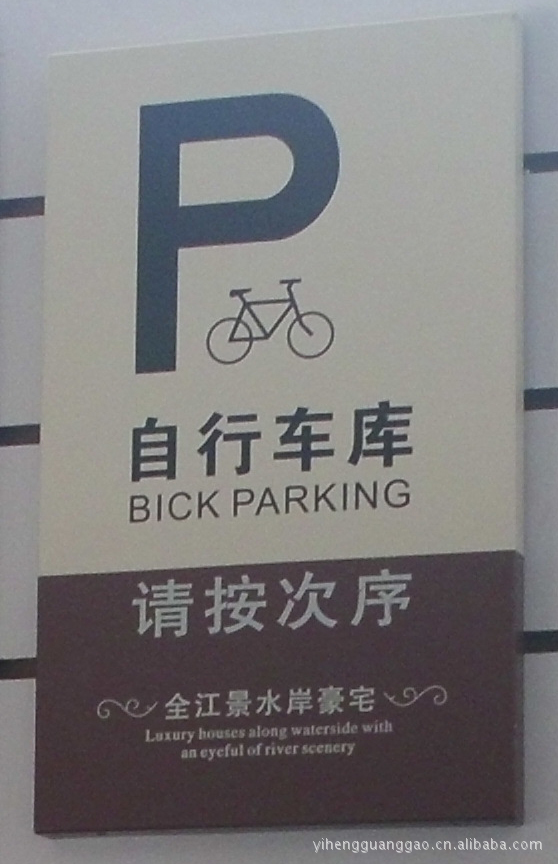 P
自行车库
BICK PARKING
请按次序
全江景水岸豪宅
Luxury houses along waterside with
an eyeful of river scenery
yihengguanggao.cn.alibaba.com